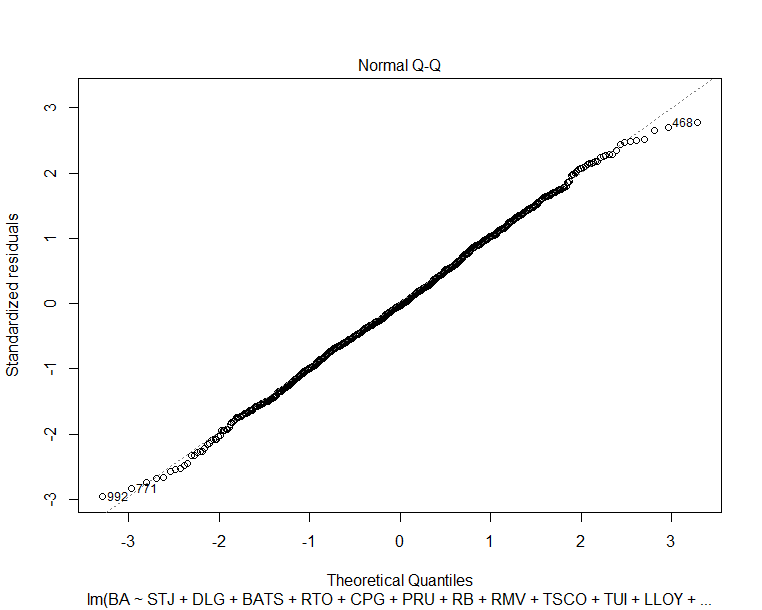 Normal Q-Q
Standardized residuals
3
2
1
0
-1
-2
-3
468
771
992
-3 -2 -1 0 1 2 3
Theoretical Quantiles
lm(BA ~ STJ + DLG + BATS + RTO + CPG + PRU + RB + RMV + TSCO + TUI + LLOY + ...